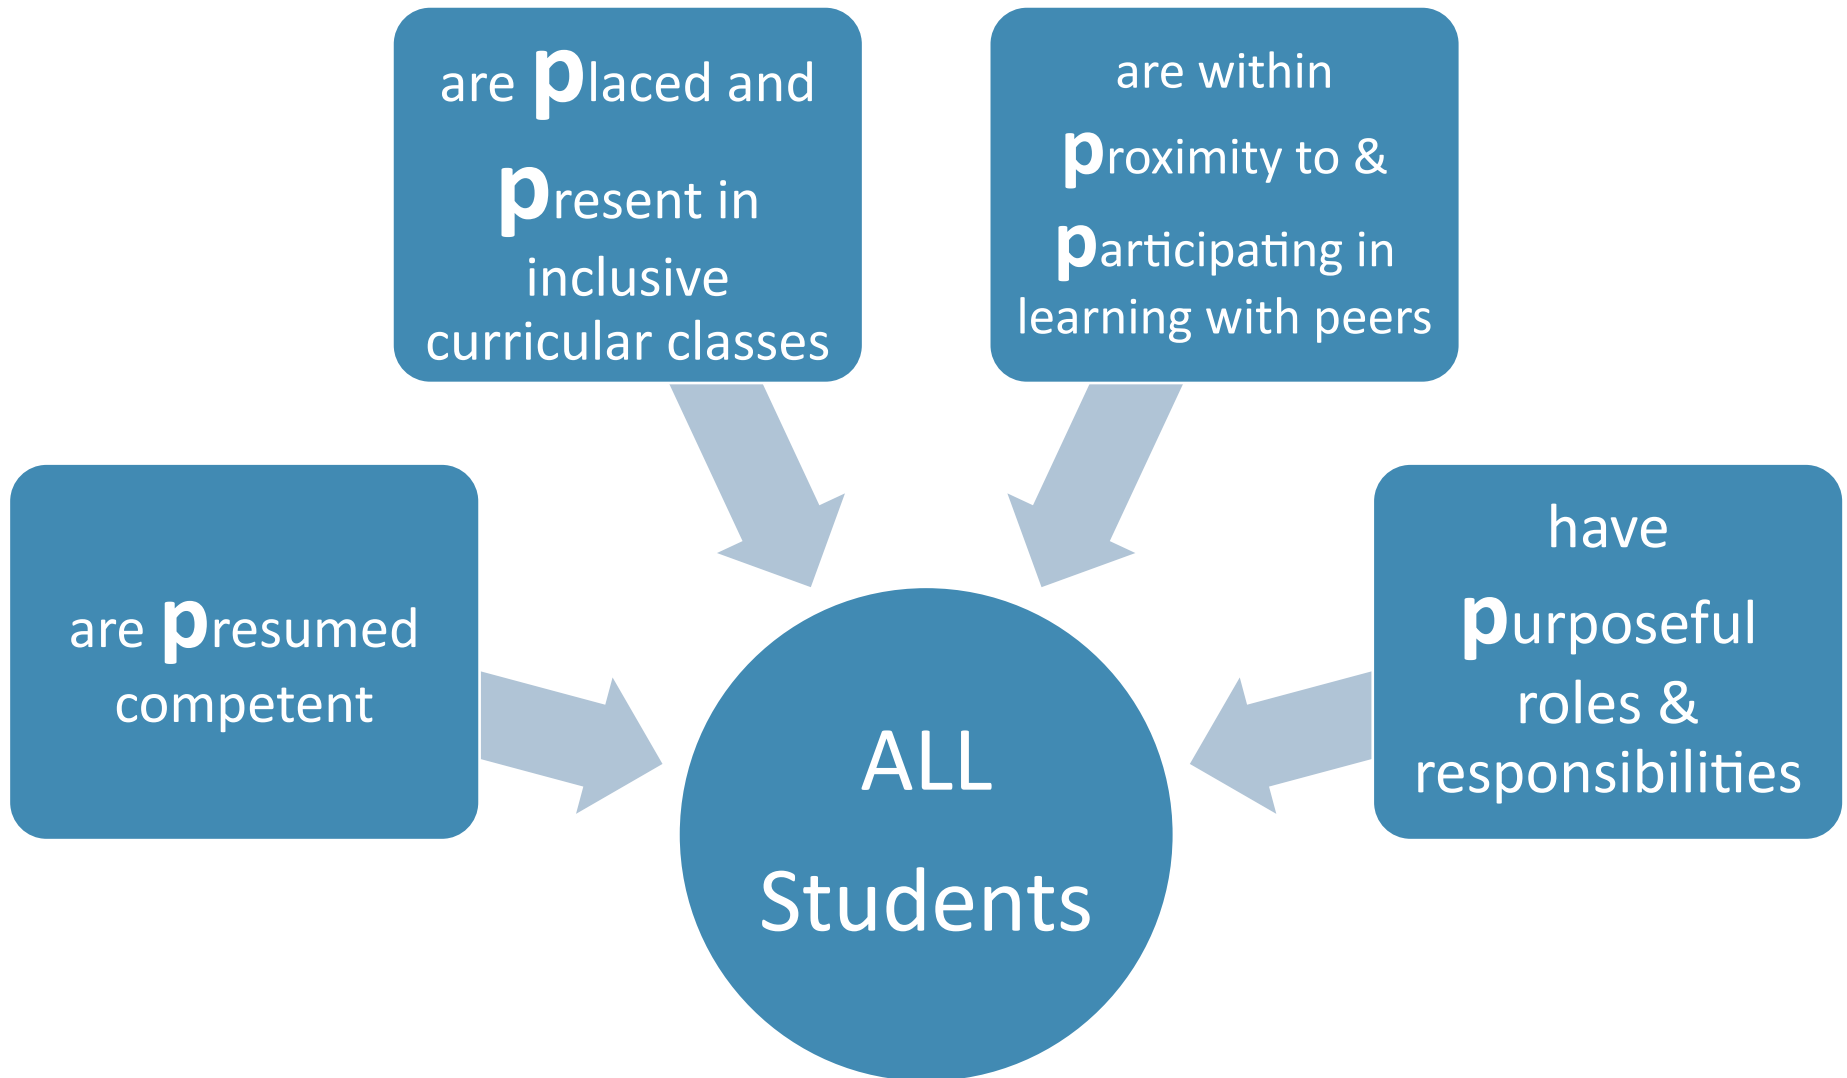 are placed and
present in
inclusive
curricular classes
are within
proximity to &
participating in
learning with peers
are presumed
competent
have
purposeful
roles &
responsibilities
ALL
Students